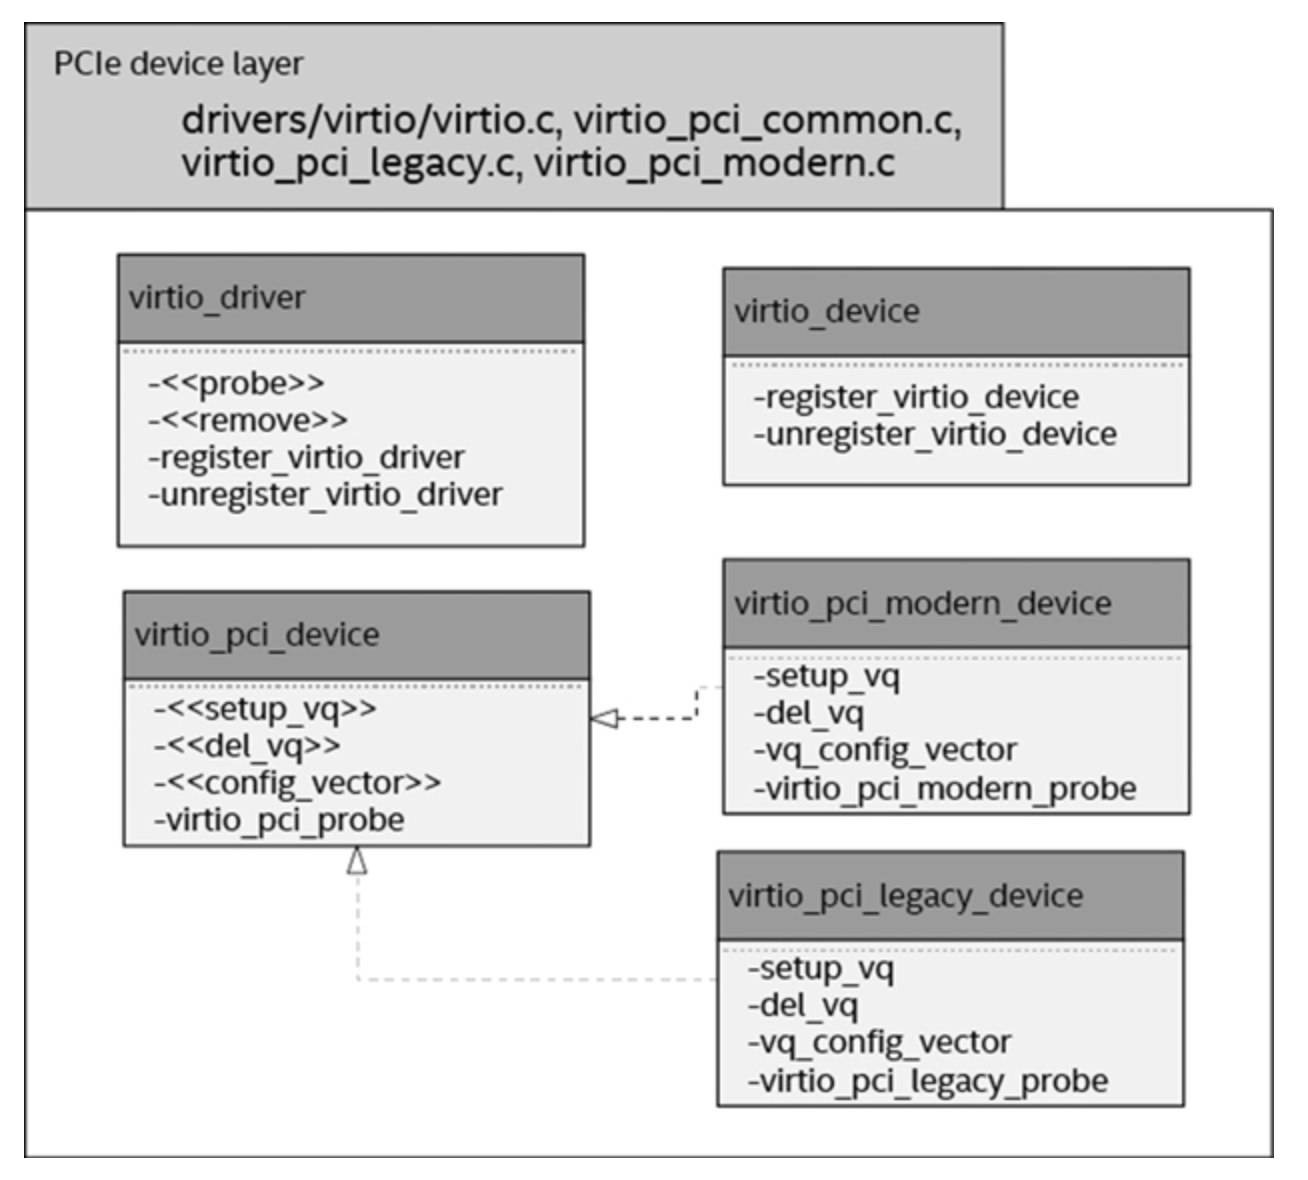 PCIe device layer
drivers/virtio/virtio.c, virtio_pci_common.c,
virtio_pci_legacy.c, virtio_pci_modern.c
virtio_driver
-<<probe>>
-<<remove>>
-register_virtio_driver
-unregister_virtio_driver
virtio_device
-register_virtio_device
-unregister_virtio_device
virtio_pci_device
-<<setup_vq>>
-<<del_vq>>
-<<config_vector>>
-virtio_pci_probe
virtio_pci_modern_device
-setup_vq
-del_vq
-vq_config_vector
-virtio_pci_modern_probe
virtio_pci_legacy_device
-setup_vq
-del_vq
-vq_config_vector
-virtio_pci_legacy_probe